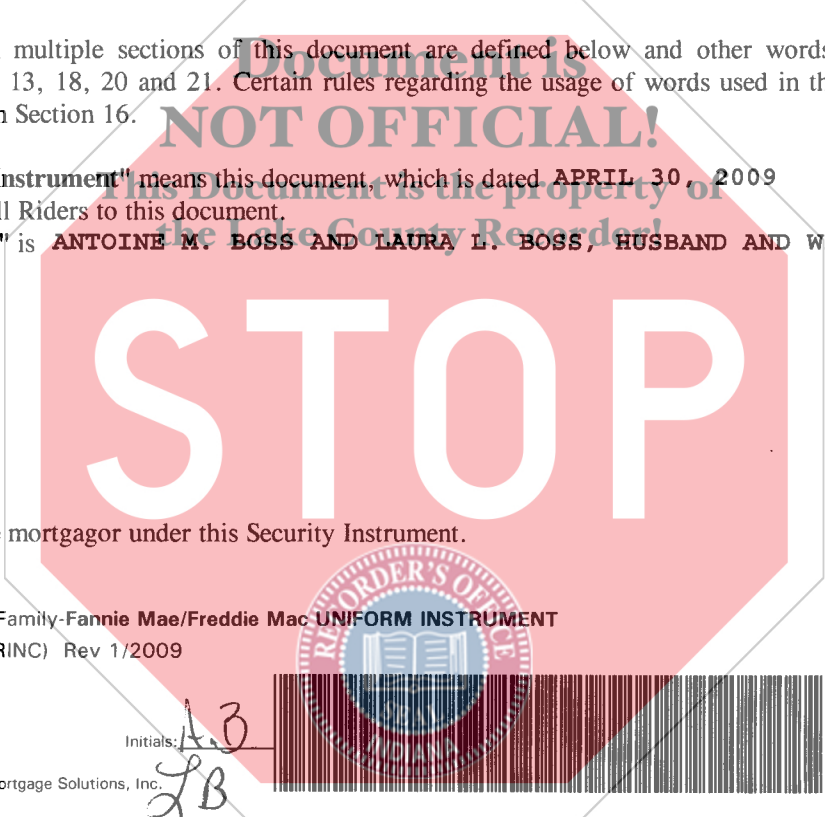 multiple sections of this document are defined below and other words
13, 18, 20 and 21. Certain rules regarding the usage of words used in th
Section 16.
Document is
NOT OFFICIAL!
This Document is the property of
the Lake County Recorder!
Instrument" means this document, which is dated APRIL 30, 2009
ll Riders to this document.
" is ANTOINE M. BOSS AND LAURA L. BOSS, HUSBAND AND W
STOP
mortgagor under this Security Instrument.
RECORDER'S OFFICE
SEAL
INDIANA
Family-Fannie Mae/Freddie Mac UNIFORM INSTRUMENT
RINC) Rev 1/2009
Initials: A.B
LB
ortgage Solutions, Inc.